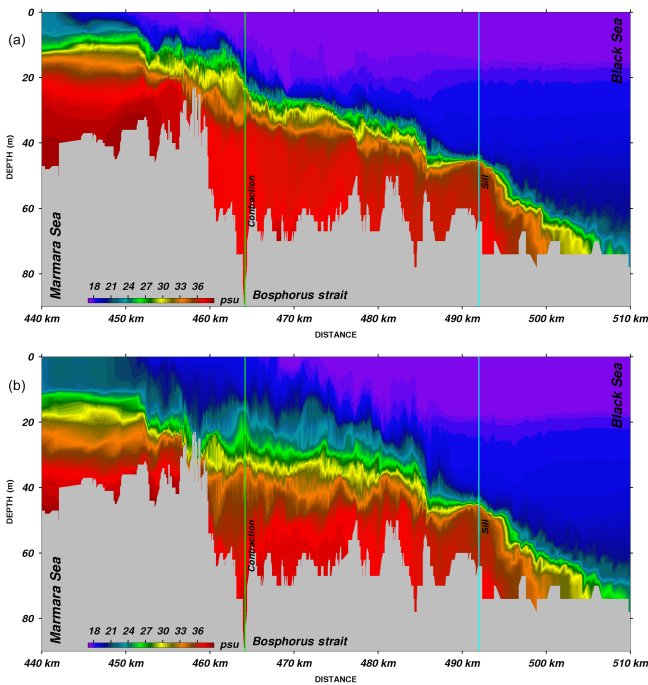 (a)
0
20
40
60
80
DEPTH (m)
Black Sea
Contraction
Sill
Marmara Sea
18 21 24 27 30 33 36
psu
Bosphorus strait
440 km 450 km 460 km 470 km 480 km 490 km 500 km 510 km
DISTANCE
(b)
0
20
40
60
80
DEPTH (m)
Black Sea
Contraction
Sill
Marmara Sea
18 21 24 27 30 33 36
psu
Bosphorus strait
440 km 450 km 460 km 470 km 480 km 490 km 500 km 510 km
DISTANCE